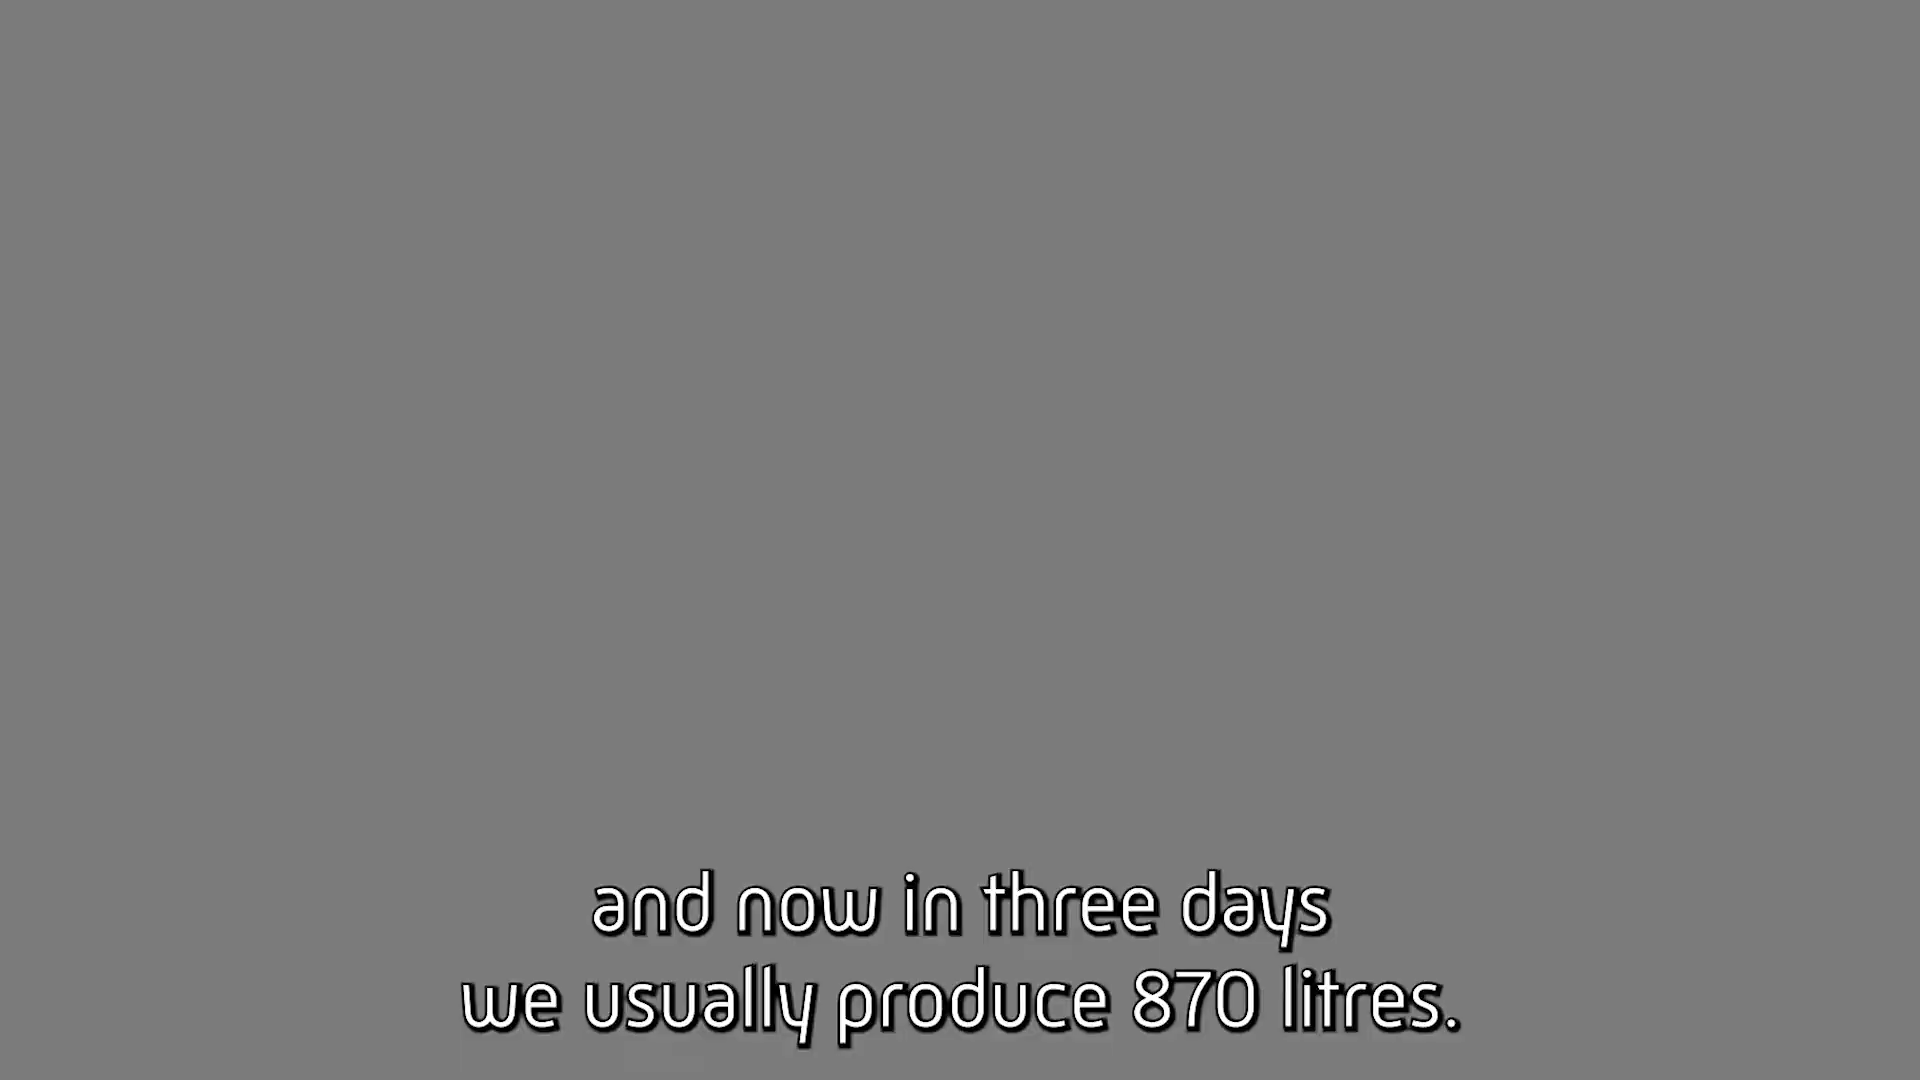 and now in three days
we usually produce 870 litres.